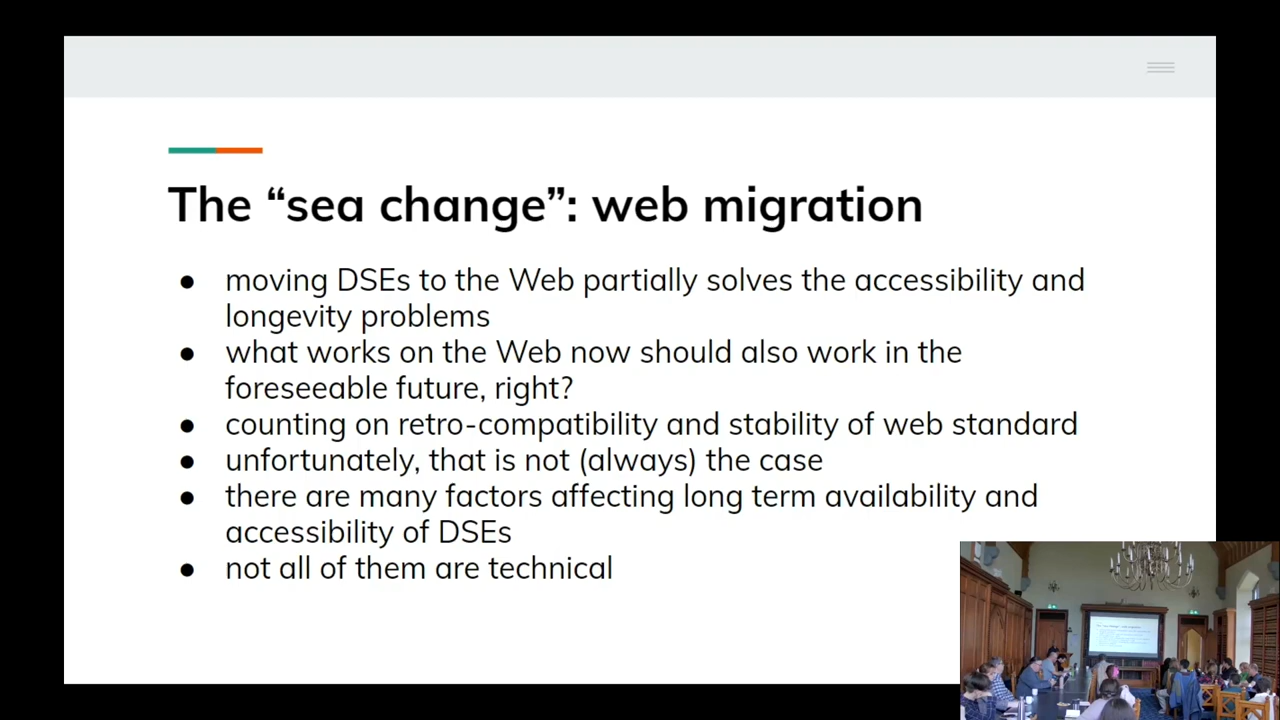 The “sea change”: web migration
● moving DSEs to the Web partially solves the accessibility and
longevity problems
● what works on the Web now should also work in the
foreseeable future, right?
● counting on retro-compatibility and stability of web standard
● unfortunately, that is not (always) the case
● there are many factors affecting long term availability and
accessibility of DSEs
● not all of them are technical